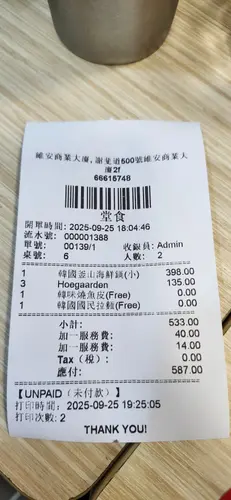 維安商業大廈, 謝斐道500號維安商業大
廈2f
66615748
堂食
開單時間: 2025-09-25 18:04:46
流水號: 000001388
單號: 00139/1 收銀員: Admin
桌號: 6 人數: 2
1 韓國釜山海鮮鍋(小) 398.00
3 Hoegaarden 135.00
1 韓味燒魚皮(Free) 0.00
1 韓國國民拉麵(Free) 0.00
小計: 533.00
加一服務費: 40.00
加一服務費: 14.00
Tax（稅）: 0.00
應付: 587.00
【UNPAID（未付款）】
打印時間: 2025-09-25 19:25:05
打印次數: 2
THANK YOU!